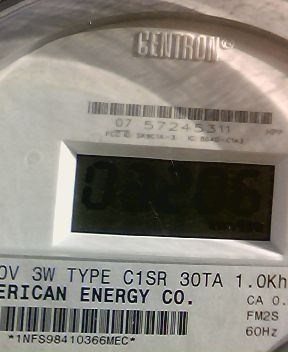 CENTRON®
07 57245311
0V 3W TYPE C1SR 30TA 1.0Kh
ERICAN ENERGY CO.
CA 0.
FM2S
60Hz
*1NFS98410366MEC*